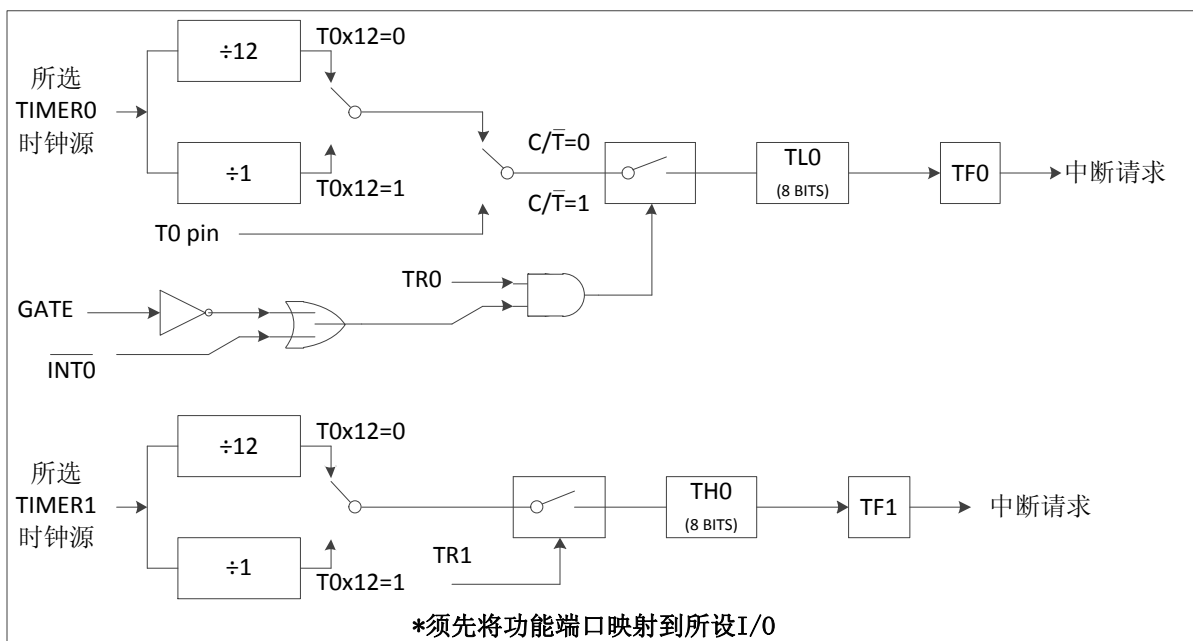 ÷12
T0x12=0
所选
TIMER0
时钟源
÷1
T0x12=1
C/T̅=0
C/T̅=1
TL0
(8 BITS)
TF0
中断请求
T0 pin
TR0
GATE
I̅N̅T̅0̅
÷12
T0x12=0
所选
TIMER1
时钟源
÷1
T0x12=1
TR1
TH0
(8 BITS)
TF1
中断请求
*须先将功能端口映射到所设I/O